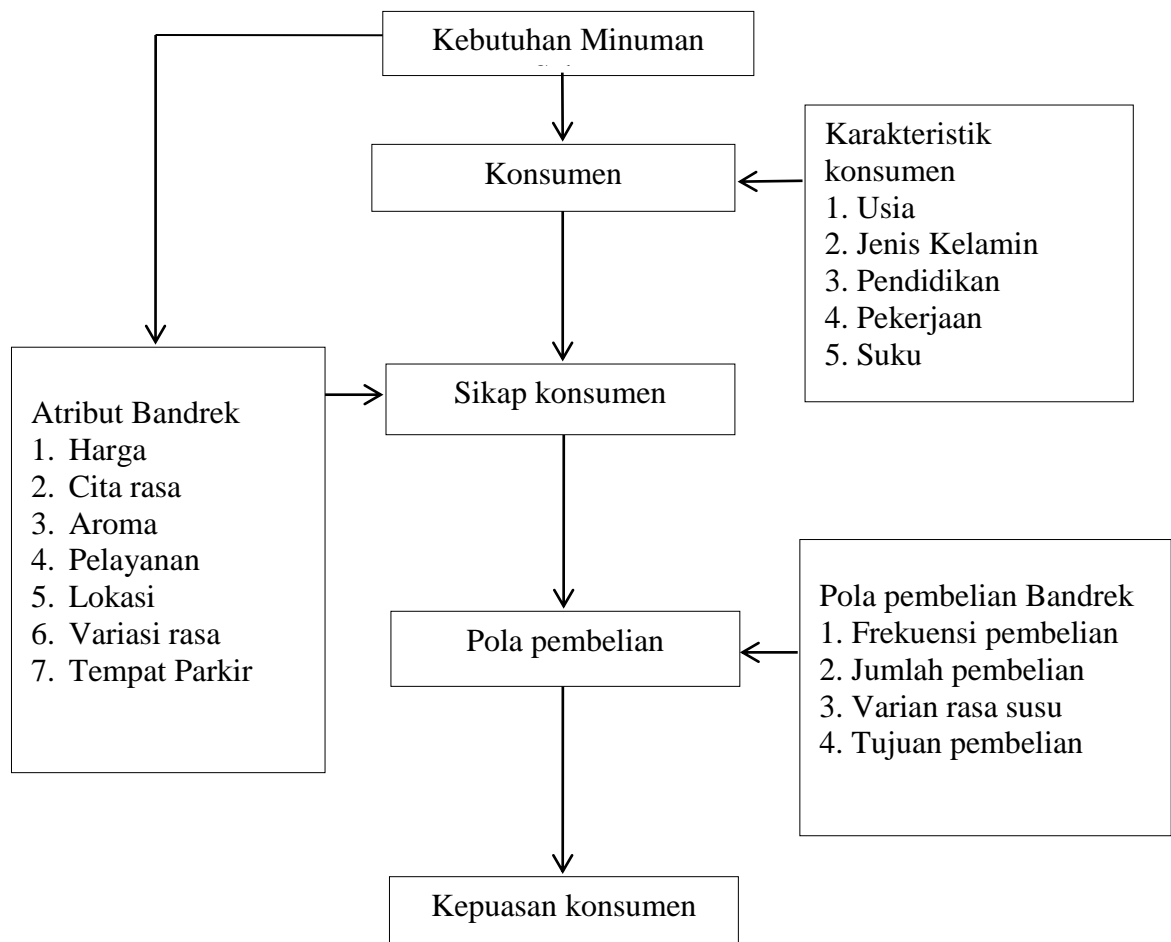 Kebutuhan Minuman
Konsumen
Karakteristik
konsumen
1. Usia
2. Jenis Kelamin
3. Pendidikan
4. Pekerjaan
5. Suku
Sikap konsumen
Atribut Bandrek
1. Harga
2. Cita rasa
3. Aroma
4. Pelayanan
5. Lokasi
6. Variasi rasa
7. Tempat Parkir
Pola pembelian
Pola pembelian Bandrek
1. Frekuensi pembelian
2. Jumlah pembelian
3. Varian rasa susu
4. Tujuan pembelian
Kepuasan konsumen